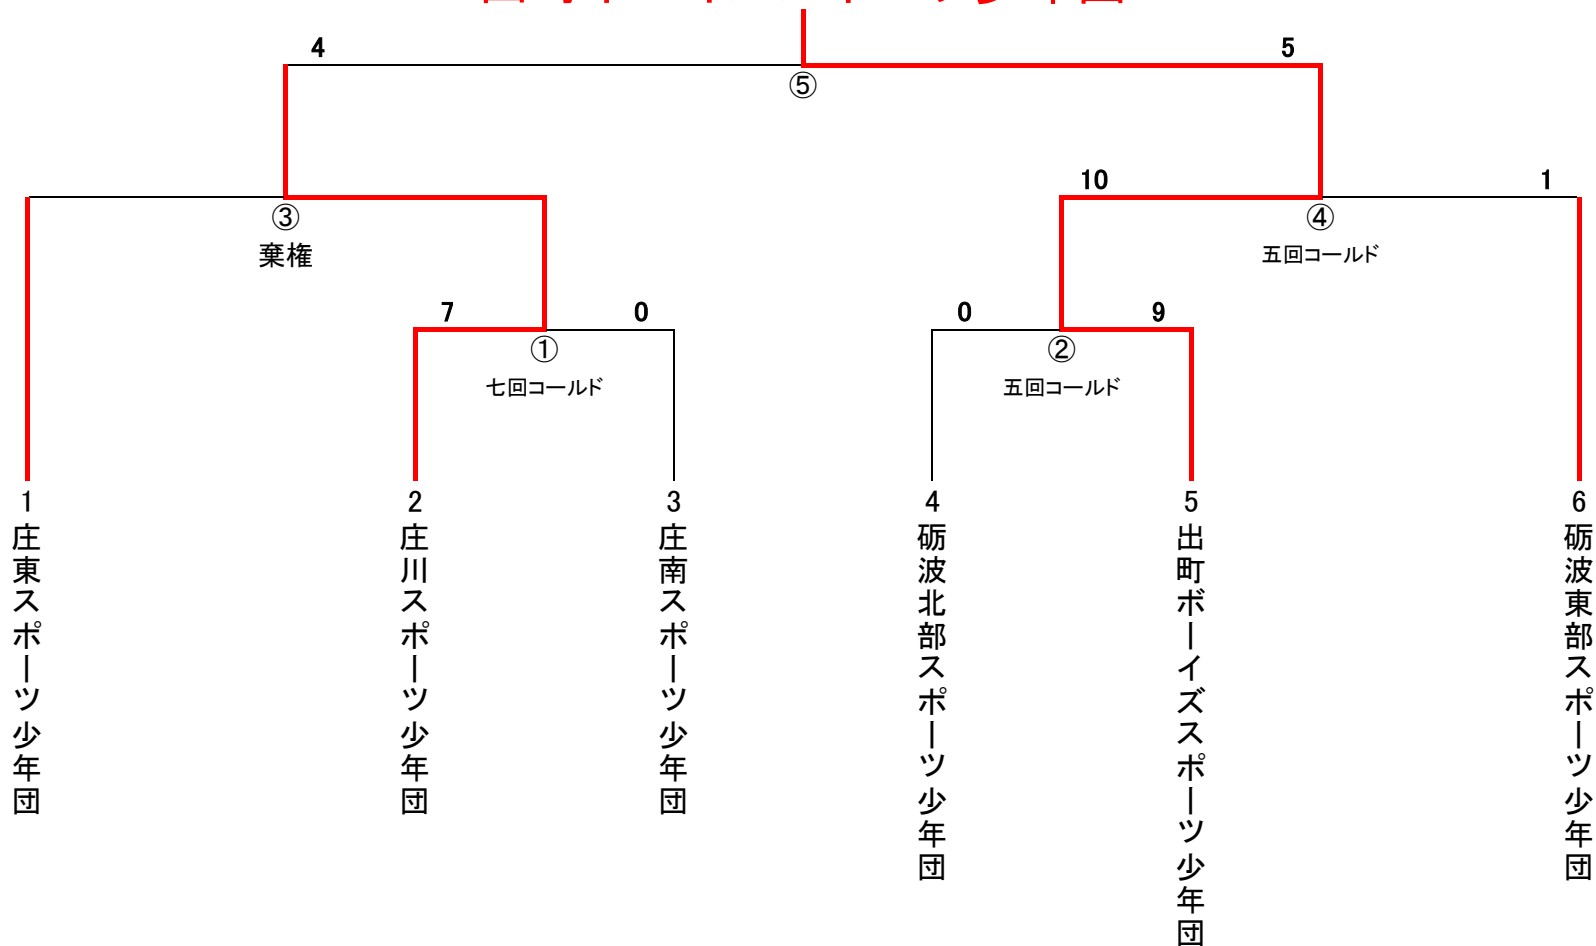 4
5
⑤
10
1
③
④
棄権
五回コールド
7
0
0
9
①
②
七回コールド
五回コールド
1
2
3
4
5
6
庄東スポーツ少年団
庄川スポーツ少年団
庄南スポーツ少年団
砺波北部スポーツ少年団
出町ボーイズスポーツ少年団
砺波東部スポーツ少年団